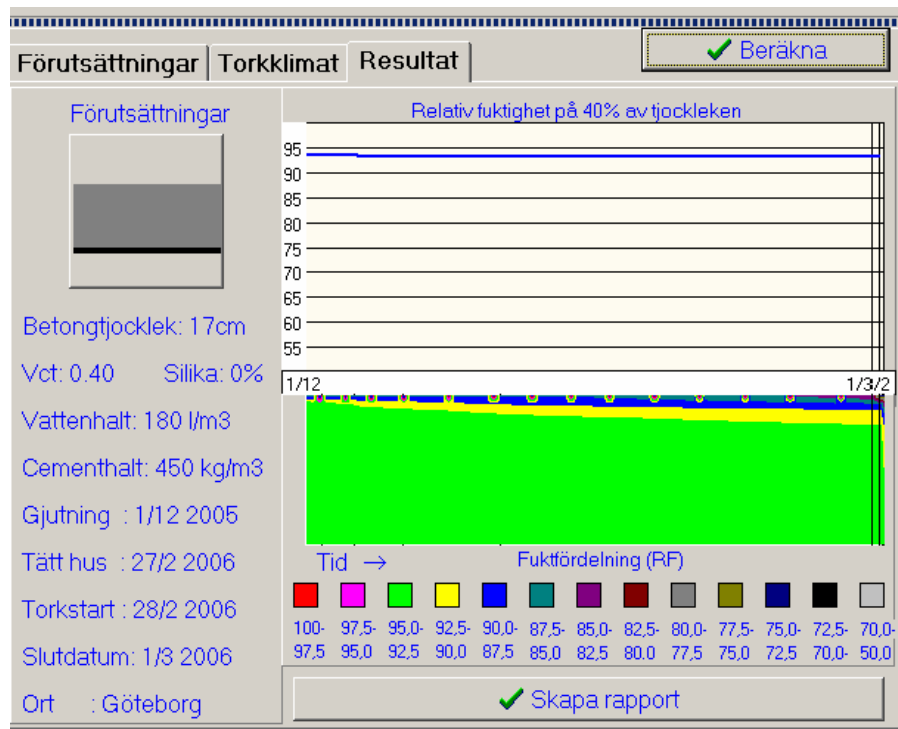 Förutsättningar Torkklimat Resultat Beräkna
Förutsättningar
Betongtjocklek: 17cm
Vct: 0.40 Silika: 0%
Vattenhalt: 180 l/m3
Cementhalt: 450 kg/m3
Gjutning : 1/12 2005
Tätt hus : 27/2 2006
Torkstart : 28/2 2006
Slutdatum: 1/3 2006
Ort : Göteborg
Relativ fuktighet på 40% av tjockleken
95
90
85
80
75
70
65
60
55
1/12 1/3/2
Tid → Fuktfördelning (RF)
100- 97,5- 95,0- 92,5- 90,0- 87,5- 85,0- 82,5- 80,0- 77,5- 75,0- 72,5- 70,0-
97,5 95,0 92,5 90,0 87,5 85,0 82,5 80.0 77,5 75,0 72,5 70,0- 50,0
Skapa rapport